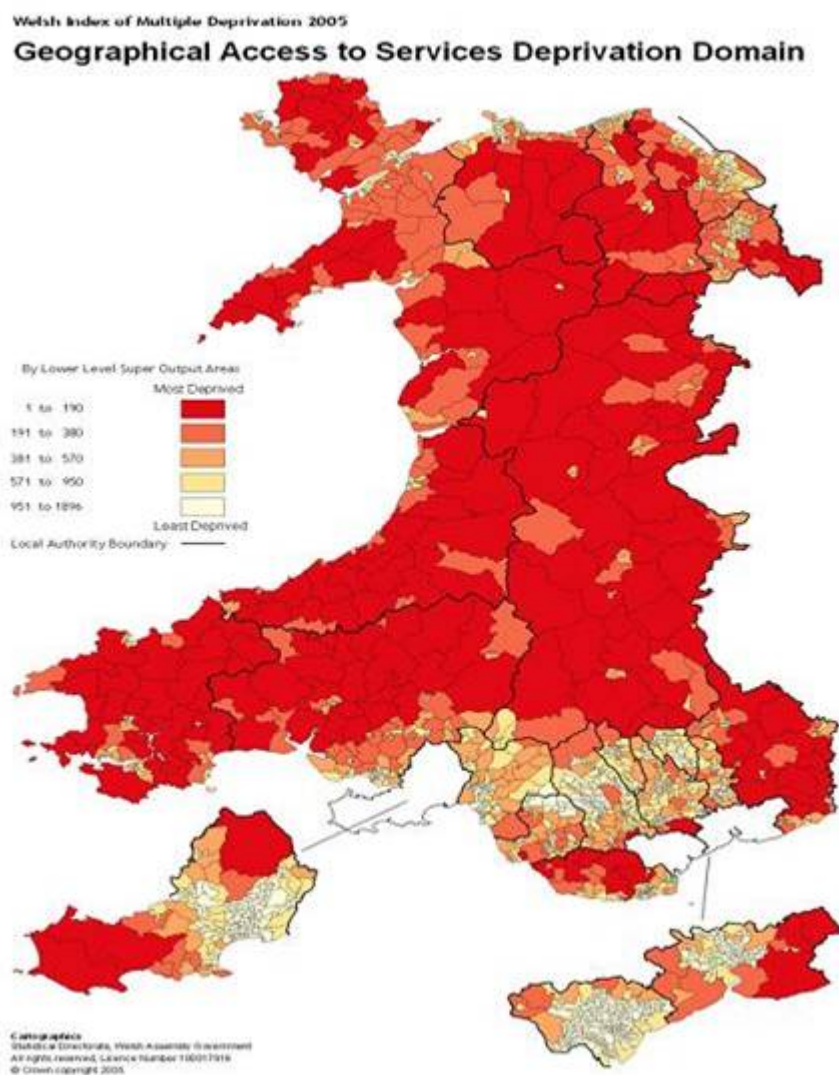 Welsh Index of Multiple Deprivation 2005
Geographical Access to Services Deprivation Domain
By Lower Level Super Output Areas
Most Deprived
1 to 190
191 to 380
381 to 570
571 to 950
951 to 1896
Least Deprived
Local Authority Boundary
Cartographics
Statistical Directorate, Welsh Assembly Government
All rights reserved, Licence Number 100017916
© Crown copyright 2005